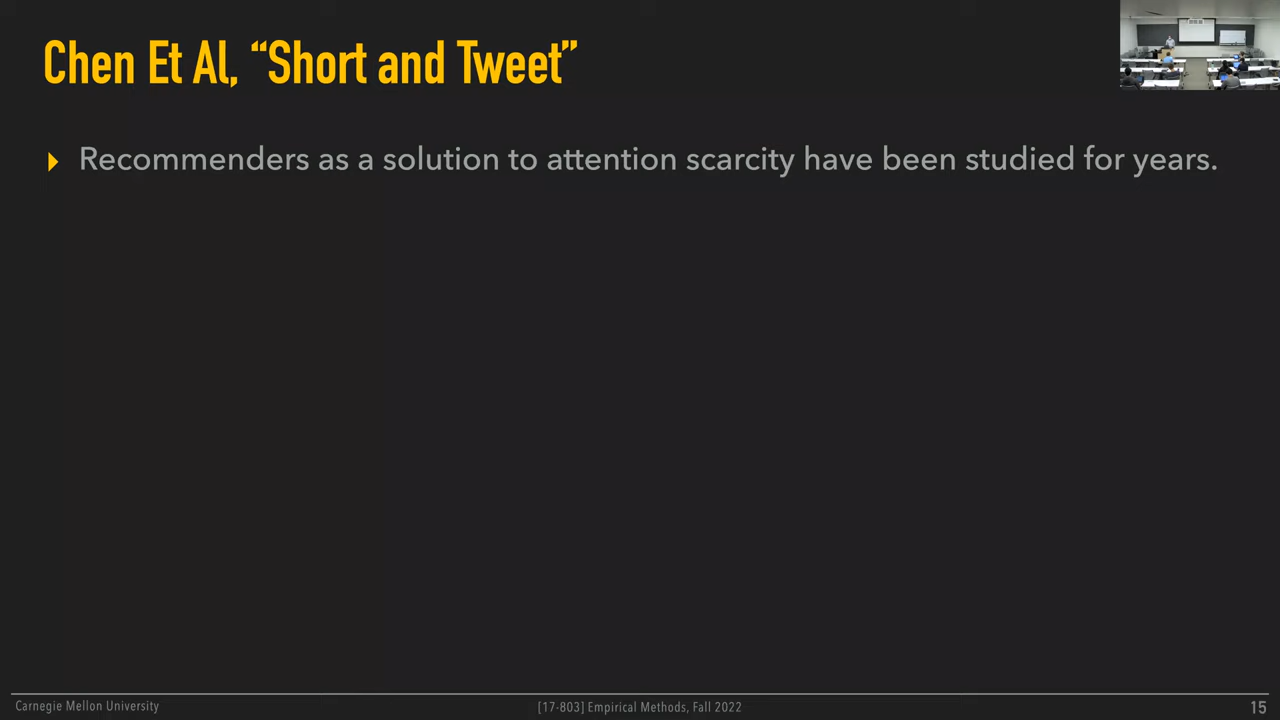 Chen Et Al, “Short and Tweet”
Recommenders as a solution to attention scarcity have been studied for years.
Carnegie Mellon University
[17-803] Empirical Methods, Fall 2022
15